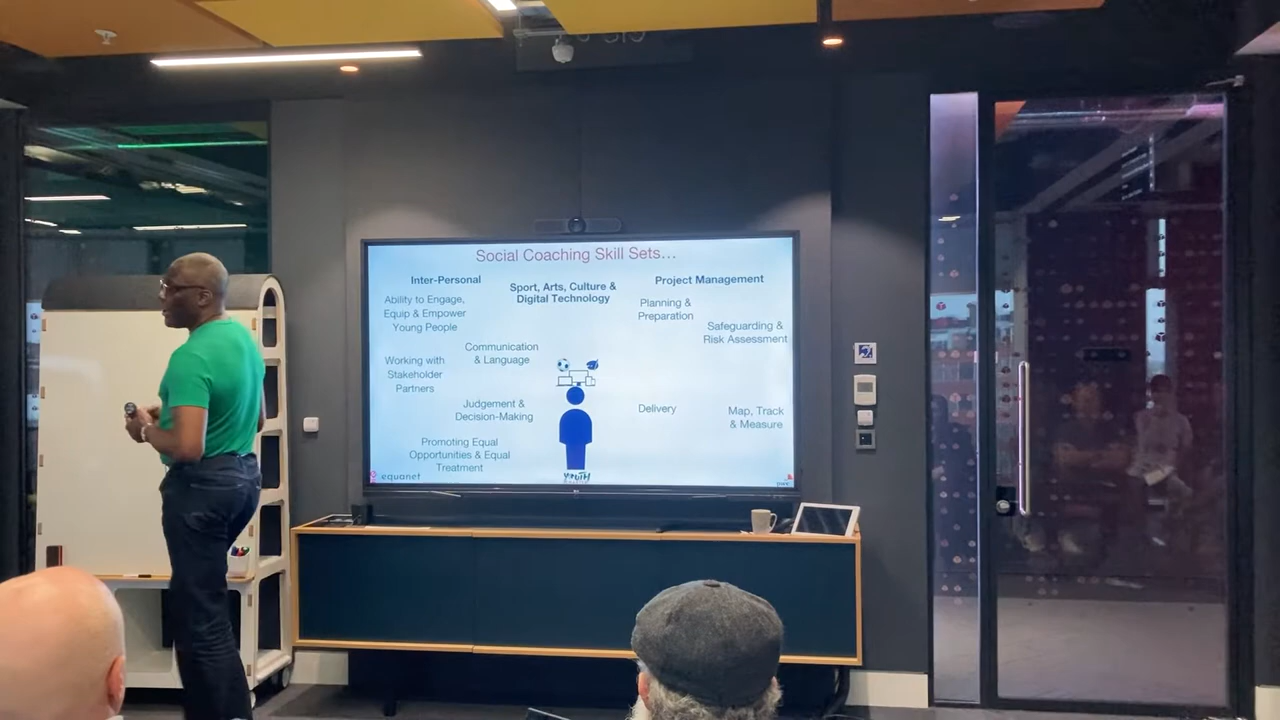 Social Coaching Skill Sets…
Inter-Personal
Ability to Engage,
Equip & Empower
Young People
Working with
Stakeholder
Partners
Communication
& Language
Judgement &
Decision-Making
Promoting Equal
Opportunities & Equal
Treatment
Sport, Arts, Culture &
Digital Technology
Project Management
Planning &
Preparation
Safeguarding &
Risk Assessment
Delivery
Map, Track
& Measure
equanet
YOUTH
pwc